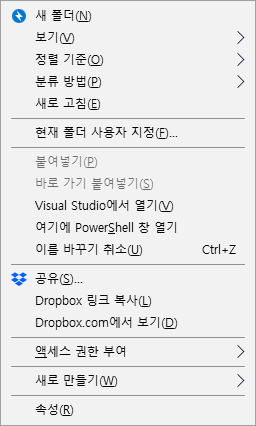 새 폴더(N)
보기(V)
정렬 기준(O)
분류 방법(P)
새로 고침(E)
현재 폴더 사용자 지정(F)...
붙여넣기(P)
바로 가기 붙여넣기(S)
Visual Studio에서 열기(V)
여기에 PowerShell 창 열기
이름 바꾸기 취소(U) Ctrl+Z
공유(S)...
Dropbox 링크 복사(L)
Dropbox.com에서 보기(D)
액세스 권한 부여
새로 만들기(W)
속성(R)